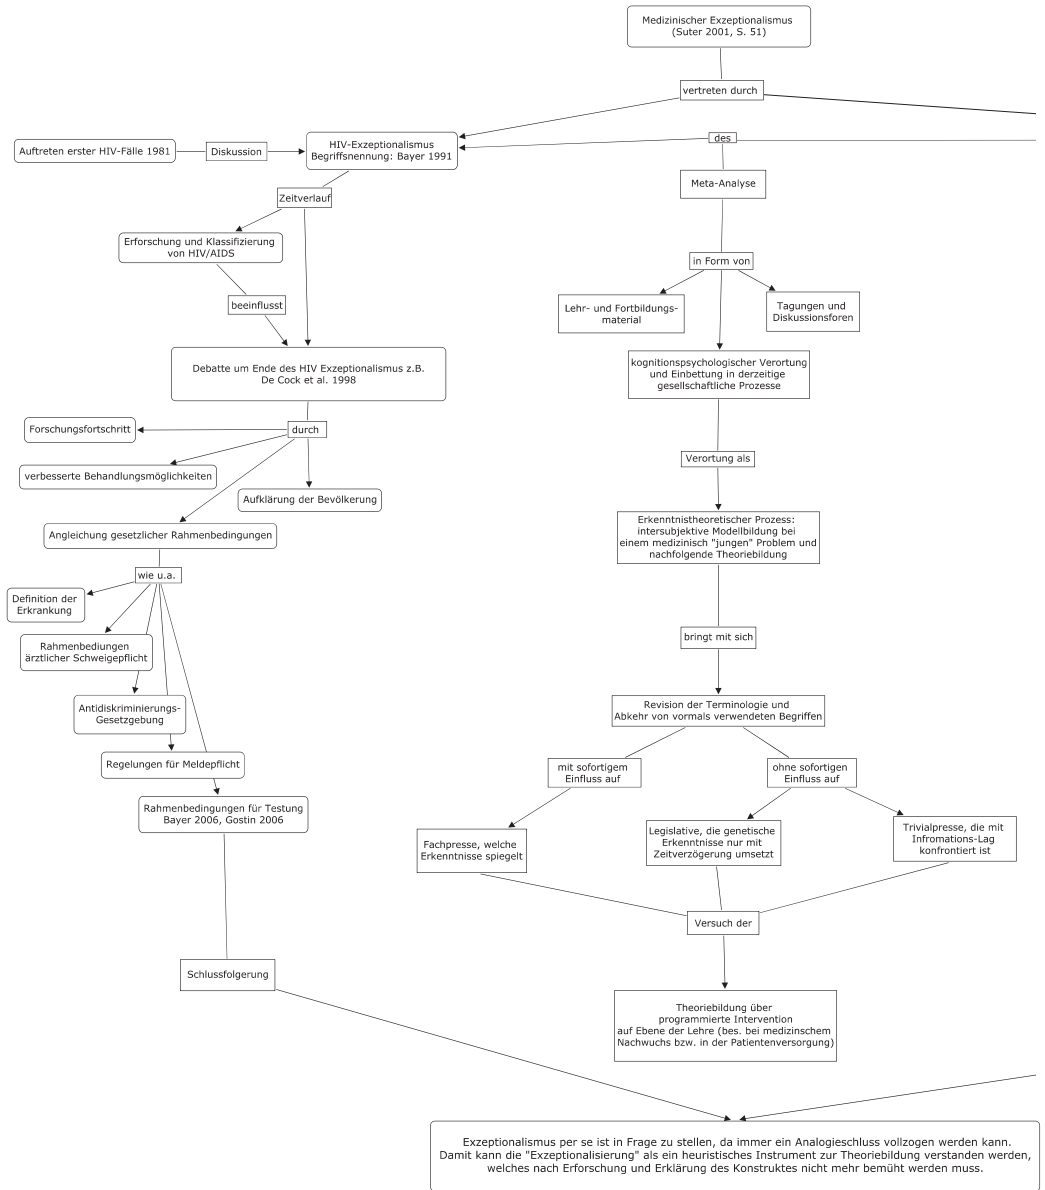 Medizinischer Exzeptionalismus
(Suter 2001, S. 51)
vertreten durch
Auftreten erster HIV-Fälle 1981
Diskussion
HIV-Exzeptionalismus
Begriffsnennung: Bayer 1991
des
Meta-Analyse
Zeitverlauf
Erforschung und Klassifizierung
von HIV/AIDS
in Form von
beeinflusst
Lehr- und Fortbildungs-
material
Tagungen und
Diskussionsforen
Debatte um Ende des HIV Exzeptionalismus z.B.
De Cock et al. 1998
kognitionspsychologischer Verortung
und Einbettung in derzeitige
gesellschaftliche Prozesse
Forschungsfortschritt
durch
verbesserte Behandlungsmöglichkeiten
Aufklärung der Bevölkerung
Verortung als
Angleichung gesetzlicher Rahmenbedingungen
Erkenntnistheoretischer Prozess:
intersubjektive Modellbildung bei
einem medizinisch "jungen" Problem und
nachfolgende Theoriebildung
wie u.a.
Definition der
Erkrankung
Rahmenbediungen
ärztlicher Schweigepflicht
bringt mit sich
Antidiskriminierungs-
Gesetzgebung
Revision der Terminologie und
Abkehr von vormals verwendeten Begriffen
Regelungen für Meldepflicht
mit sofortigem
Einfluss auf
ohne sofortigen
Einfluss auf
Rahmenbedingungen für Testung
Bayer 2006, Gostin 2006
Fachpresse, welche
Erkenntnisse spiegelt
Legislative, die genetische
Erkenntnisse nur mit
Zeitverzögerung umsetzt
Trivialpresse, die mit
Infromations-Lag
konfrontiert ist
Versuch der
Schlussfolgerung
Theoriebildung über
programmierte Intervention
auf Ebene der Lehre (bes. bei medizinschem
Nachwuchs bzw. in der Patientenversorgung)
Exzeptionalismus per se ist in Frage zu stellen, da immer ein Analogieschluss vollzogen werden kann.
Damit kann die "Exzeptionalisierung" als ein heuristisches Instrument zur Theoriebildung verstanden werden,
welches nach Erforschung und Erklärung des Konstruktes nicht mehr bemüht werden muss.